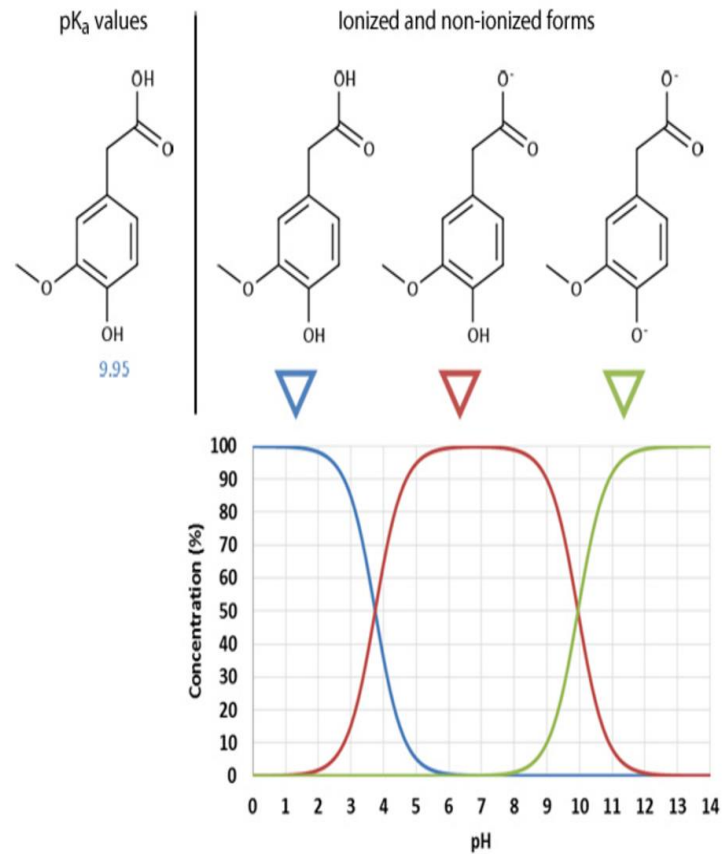 pKa values
Ionized and non-ionized forms
OH
O
O
OH
9.95
OH
O
O
OH
O-
O
O
OH
O-
O
O
O-
Concentration (%)
100
90
80
70
60
50
40
30
20
10
0
0 1 2 3 4 5 6 7 8 9 10 11 12 13 14
pH